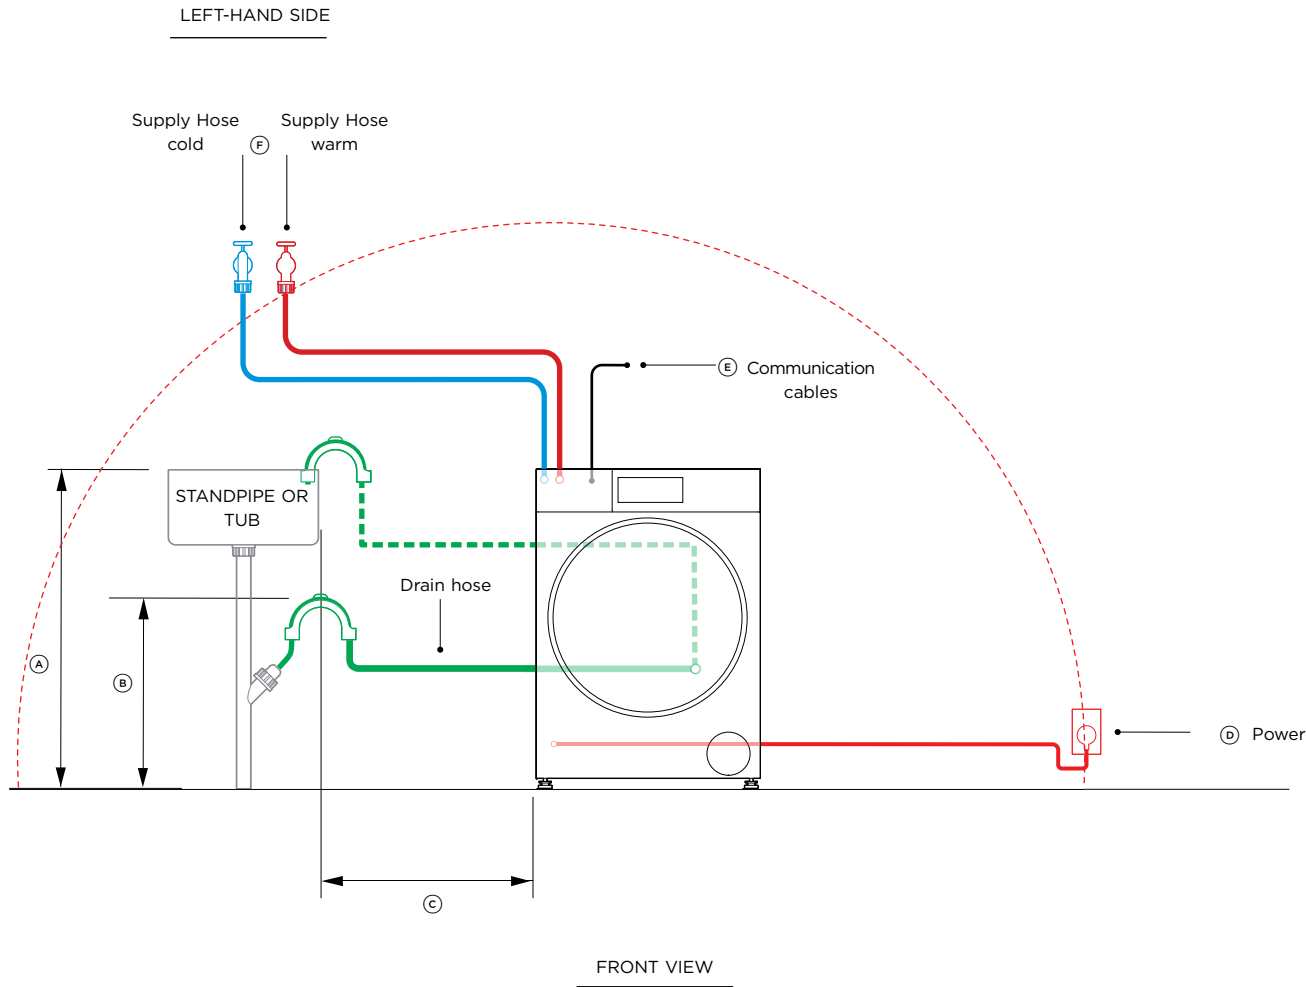 LEFT-HAND SIDE
Supply Hose
cold
F
Supply Hose
warm
E
Communication
cables
STANDPIPE OR
TUB
Drain hose
A
B
D
Power
C
FRONT VIEW